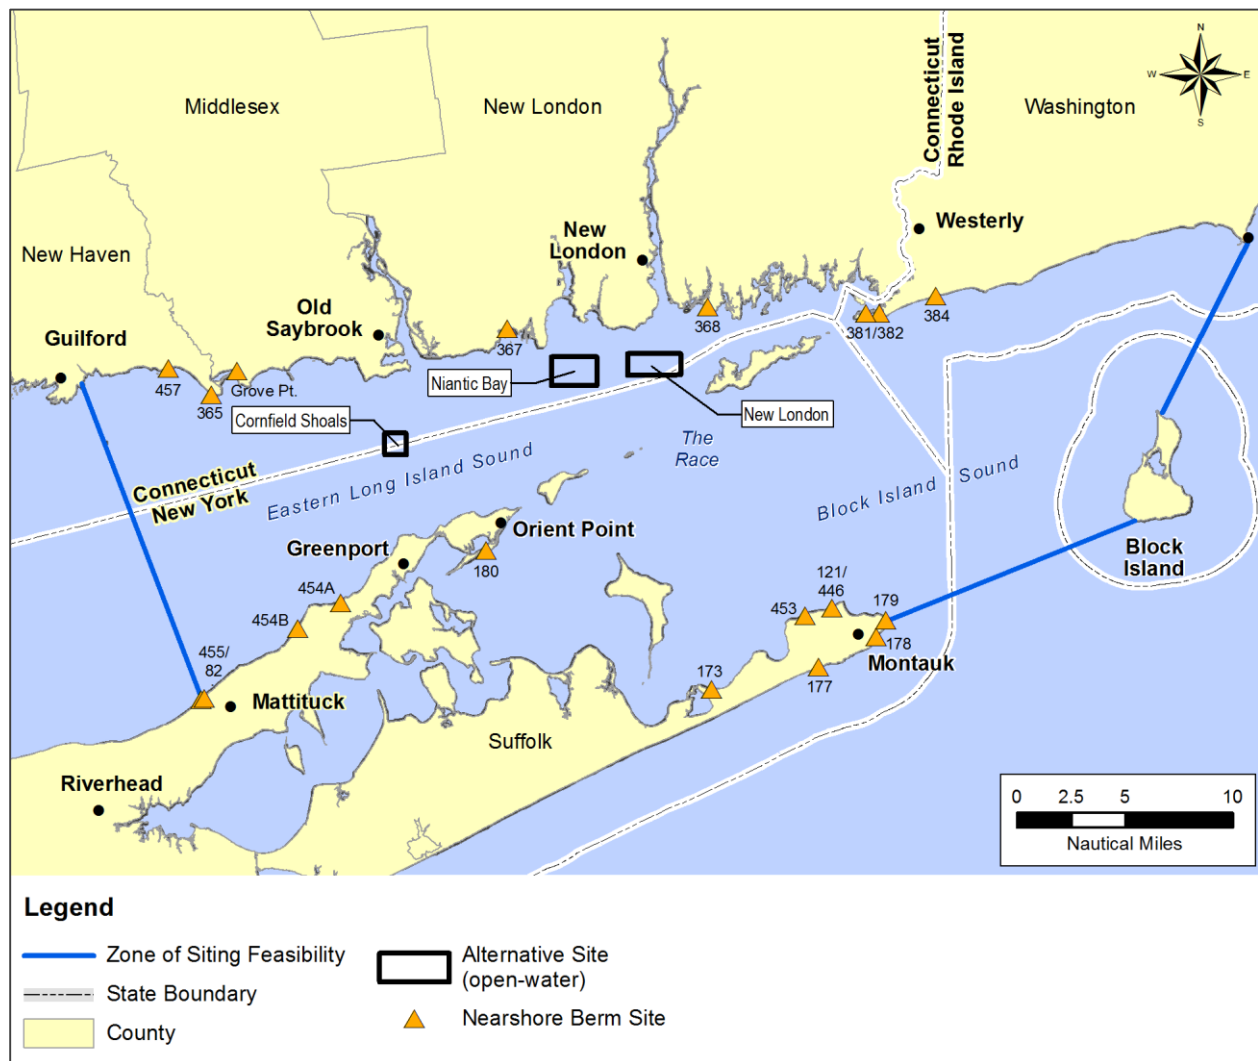 N
W
E
S
Middlesex
New London
Connecticut
Rhode Island
Washington
New Haven
New
London
Westerly
Old
Saybrook
Guilford
384
368
381/382
367
Niantic Bay
457
Grove Pt.
365
New London
Cornfield Shoals
The
Race
Connecticut
New York
Eastern Long Island Sound
Block Island Sound
Orient Point
Greenport
180
Block
Island
454A
121/
446
453
179
454B
178
455/
82
Montauk
173
177
Mattituck
Suffolk
Riverhead
0
2.5
5
10
Nautical Miles
Legend
Zone of Siting Feasibility
State Boundary
County
Alternative Site
(open-water)
Nearshore Berm Site